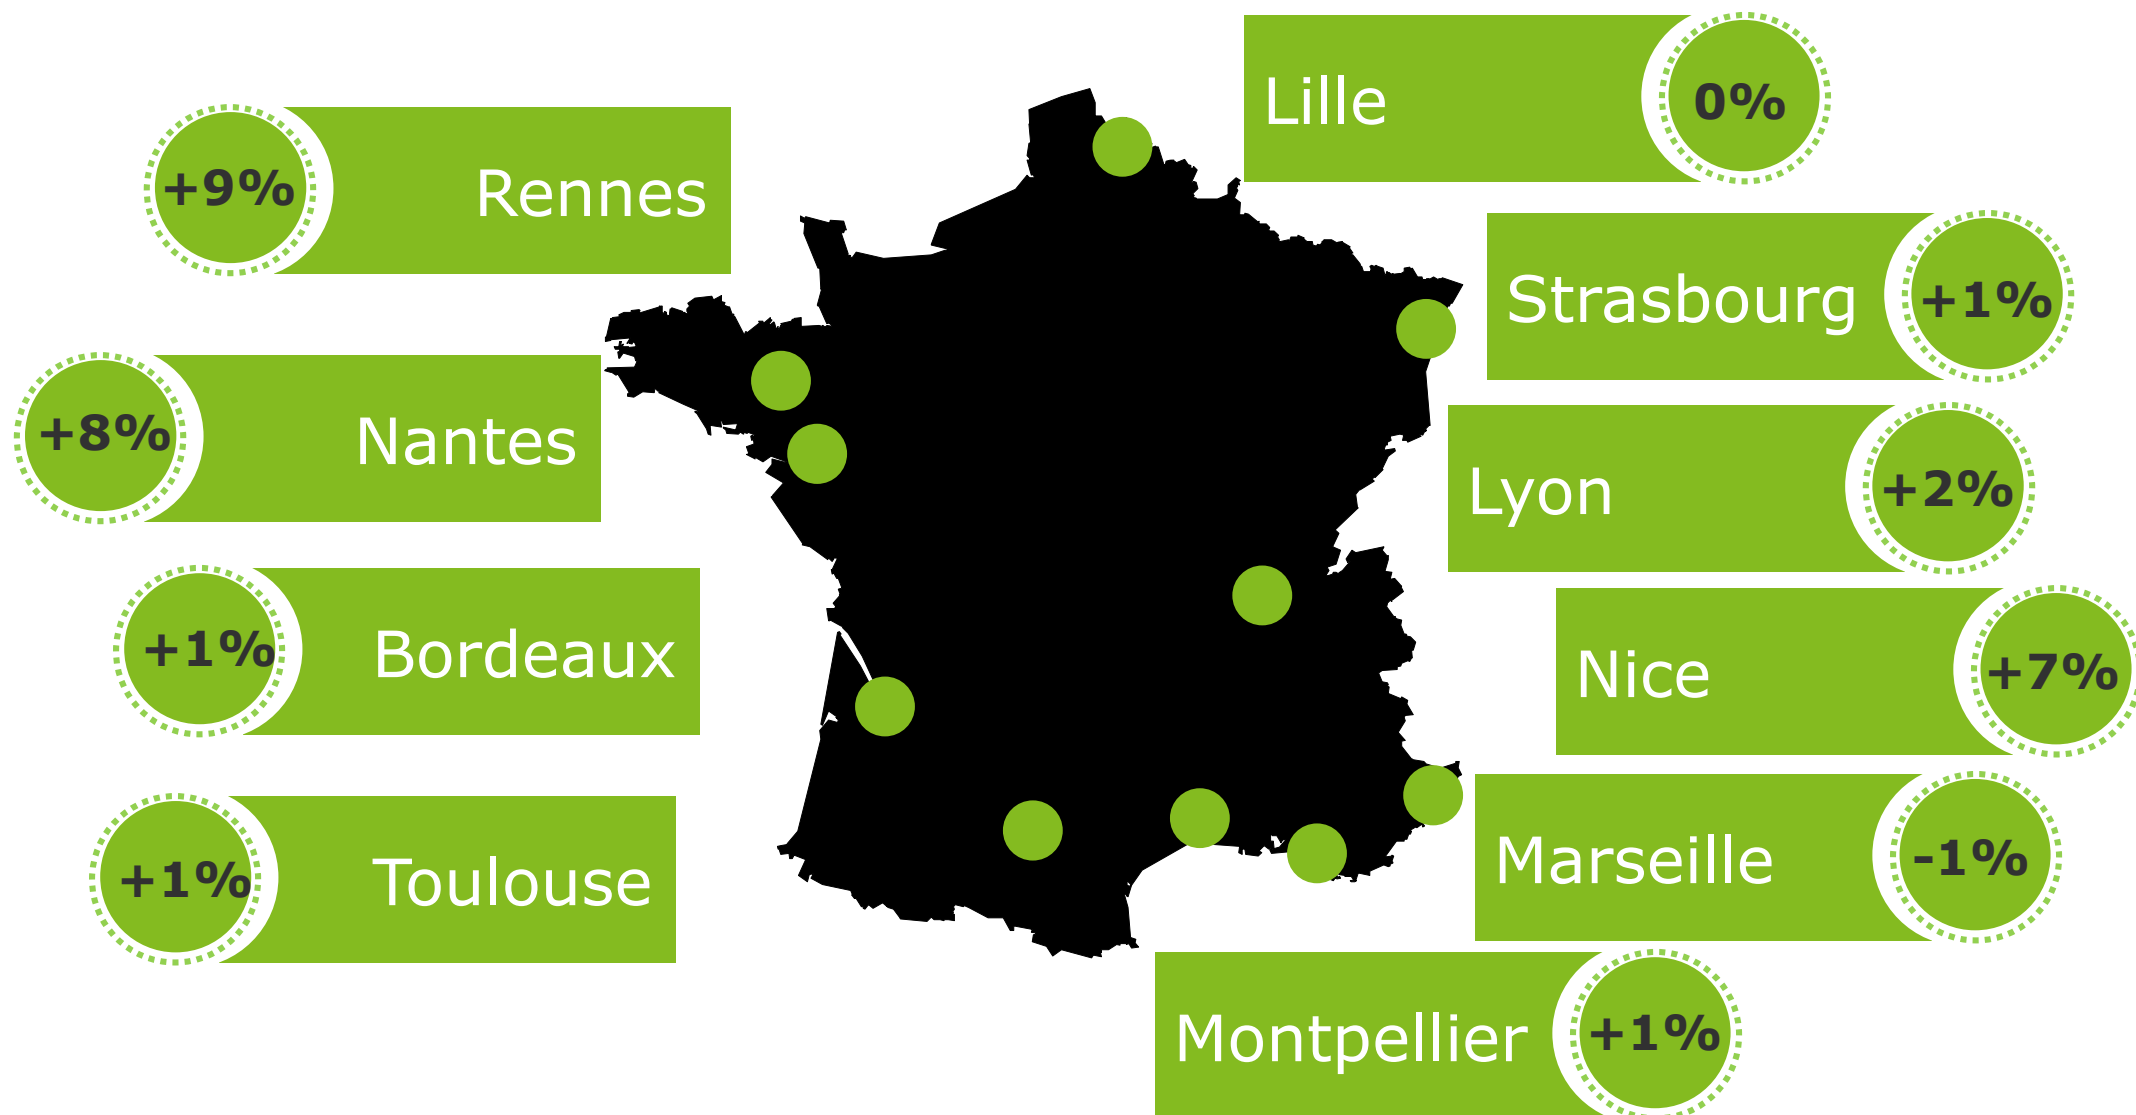 Lille 0%
+9% Rennes
Strasbourg +1%
+8% Nantes
Lyon +2%
+1% Bordeaux
Nice +7%
+1% Toulouse
Marseille -1%
Montpellier +1%